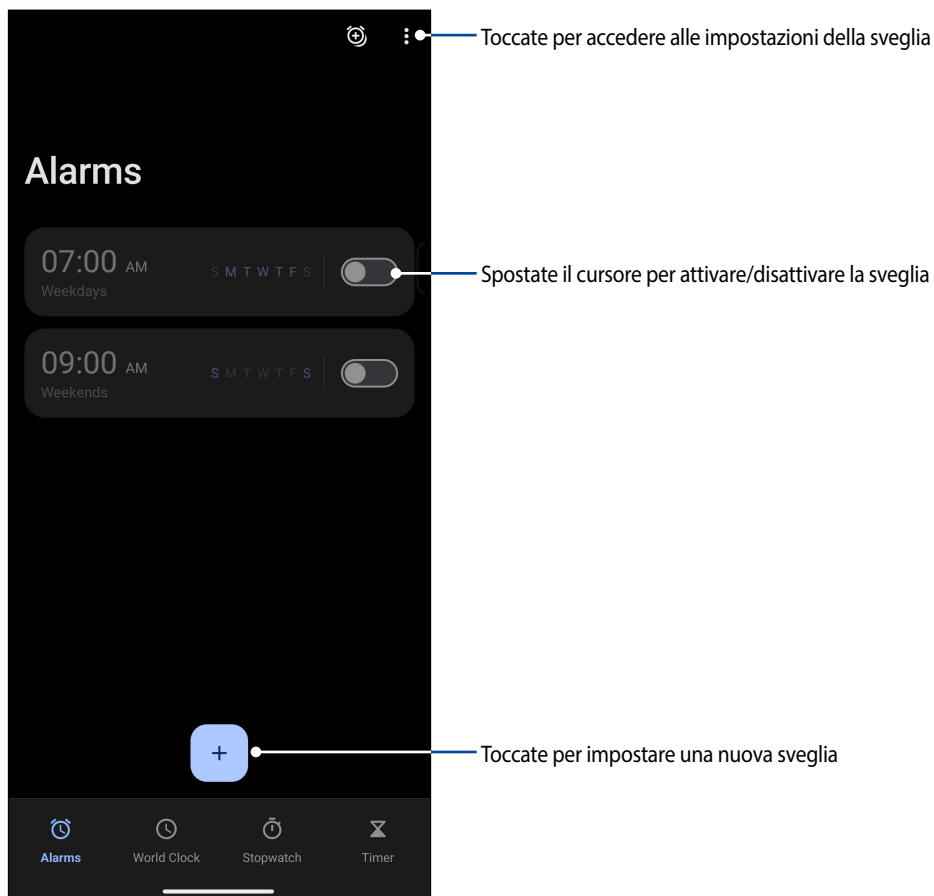 Toccate per accedere alle impostazioni della sveglia
Alarms
07:00 AM
S M T W T F S
Weekdays
Spostate il cursore per attivare/disattivare la sveglia
09:00 AM
S M T W T F S
Weekends
+
Toccate per impostare una nuova sveglia
Alarms
World Clock
Stopwatch
Timer